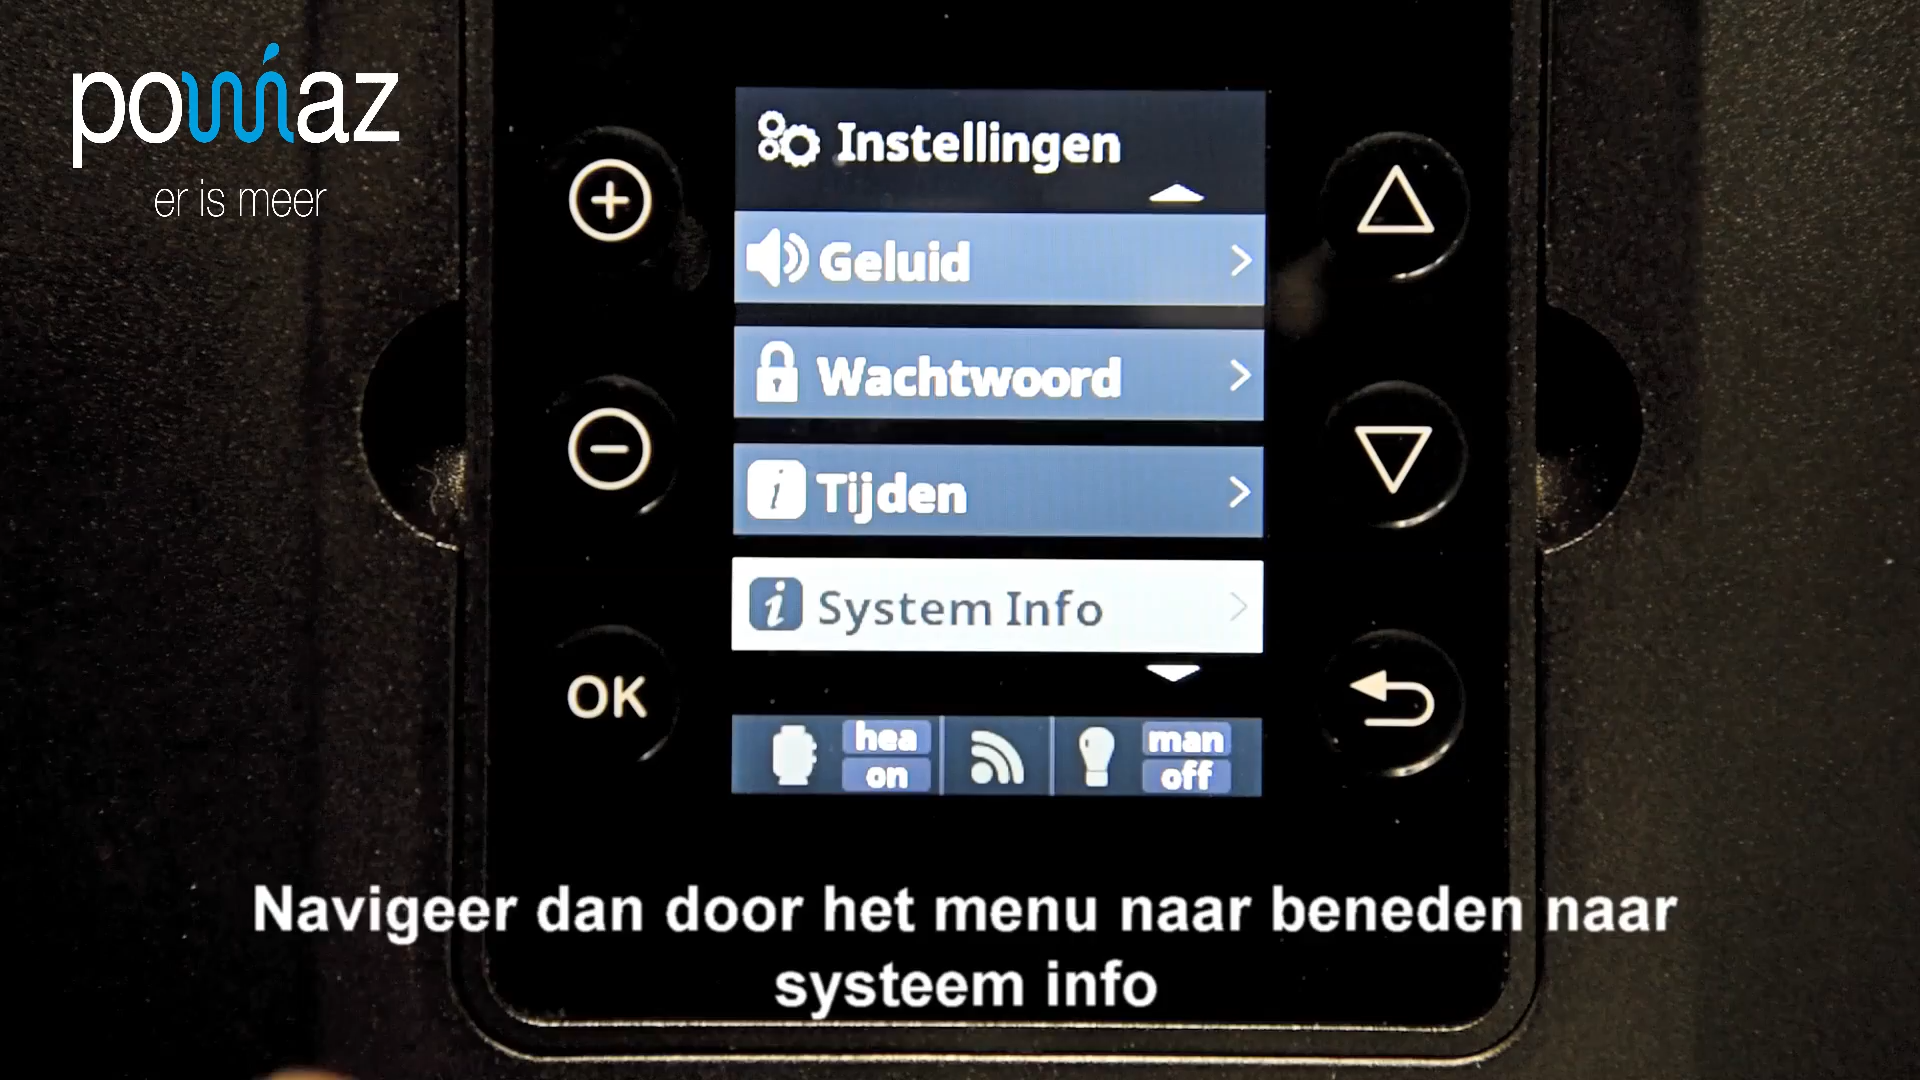 pomaz
er is meer
Instellingen
Geluid
Wachtwoord
Tijden
System Info
OK
hea
on
man
off
Navigeer dan door het menu naar beneden naar
systeem info